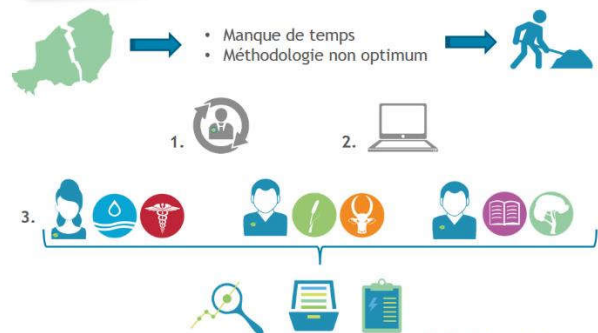 • Manque de temps
• Méthodologie non optimum
1.
2.
3.